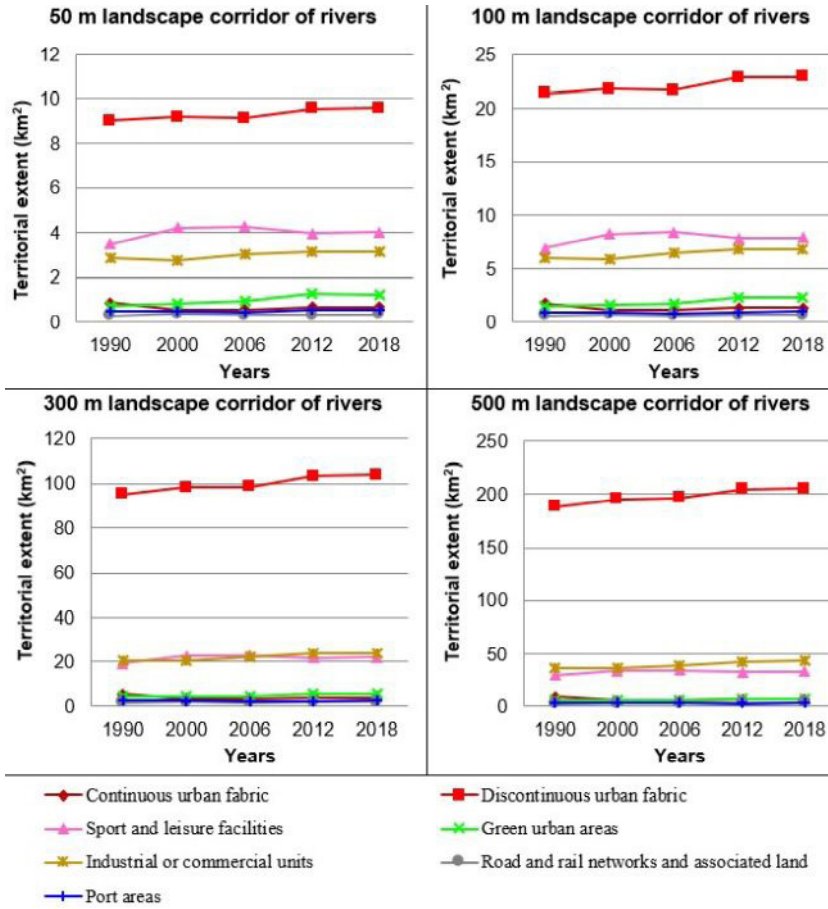 50 m landscape corridor of rivers
Territorial extent (km²)
12
10
8
6
4
2
0
1990 2000 2006 2012 2018
Years
100 m landscape corridor of rivers
Territorial extent (km²)
25
20
15
10
5
0
1990 2000 2006 2012 2018
Years
300 m landscape corridor of rivers
Territorial extent (km²)
120
100
80
60
40
20
0
1990 2000 2006 2012 2018
Years
500 m landscape corridor of rivers
Territorial extent (km²)
250
200
150
100
50
0
1990 2000 2006 2012 2018
Years
Continuous urban fabric
Discontinuous urban fabric
Sport and leisure facilities
Green urban areas
Industrial or commercial units
Road and rail networks and associated land
Port areas